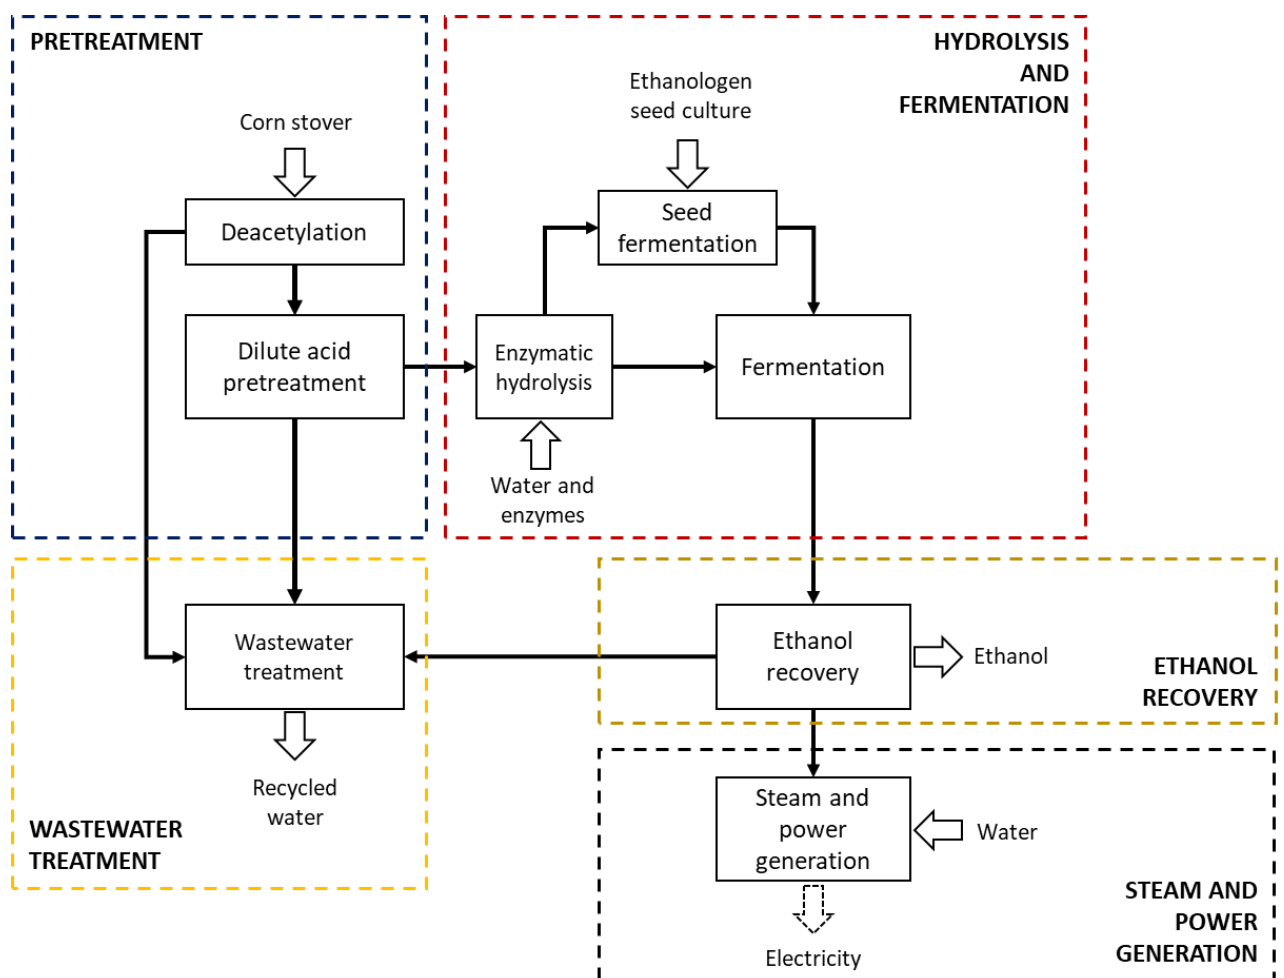 PRETREATMENT
Corn stover
Deacetylation
Dilute acid
pretreatment
HYDROLYSIS
AND
FERMENTATION
Ethanologen
seed culture
Seed
fermentation
Enzymatic
hydrolysis
Fermentation
Water and
enzymes
Wastewater
treatment
Recycled
water
WASTEWATER
TREATMENT
Ethanol
recovery
Ethanol
ETHANOL
RECOVERY
Steam and
power
generation
Water
Electricity
STEAM AND
POWER
GENERATION